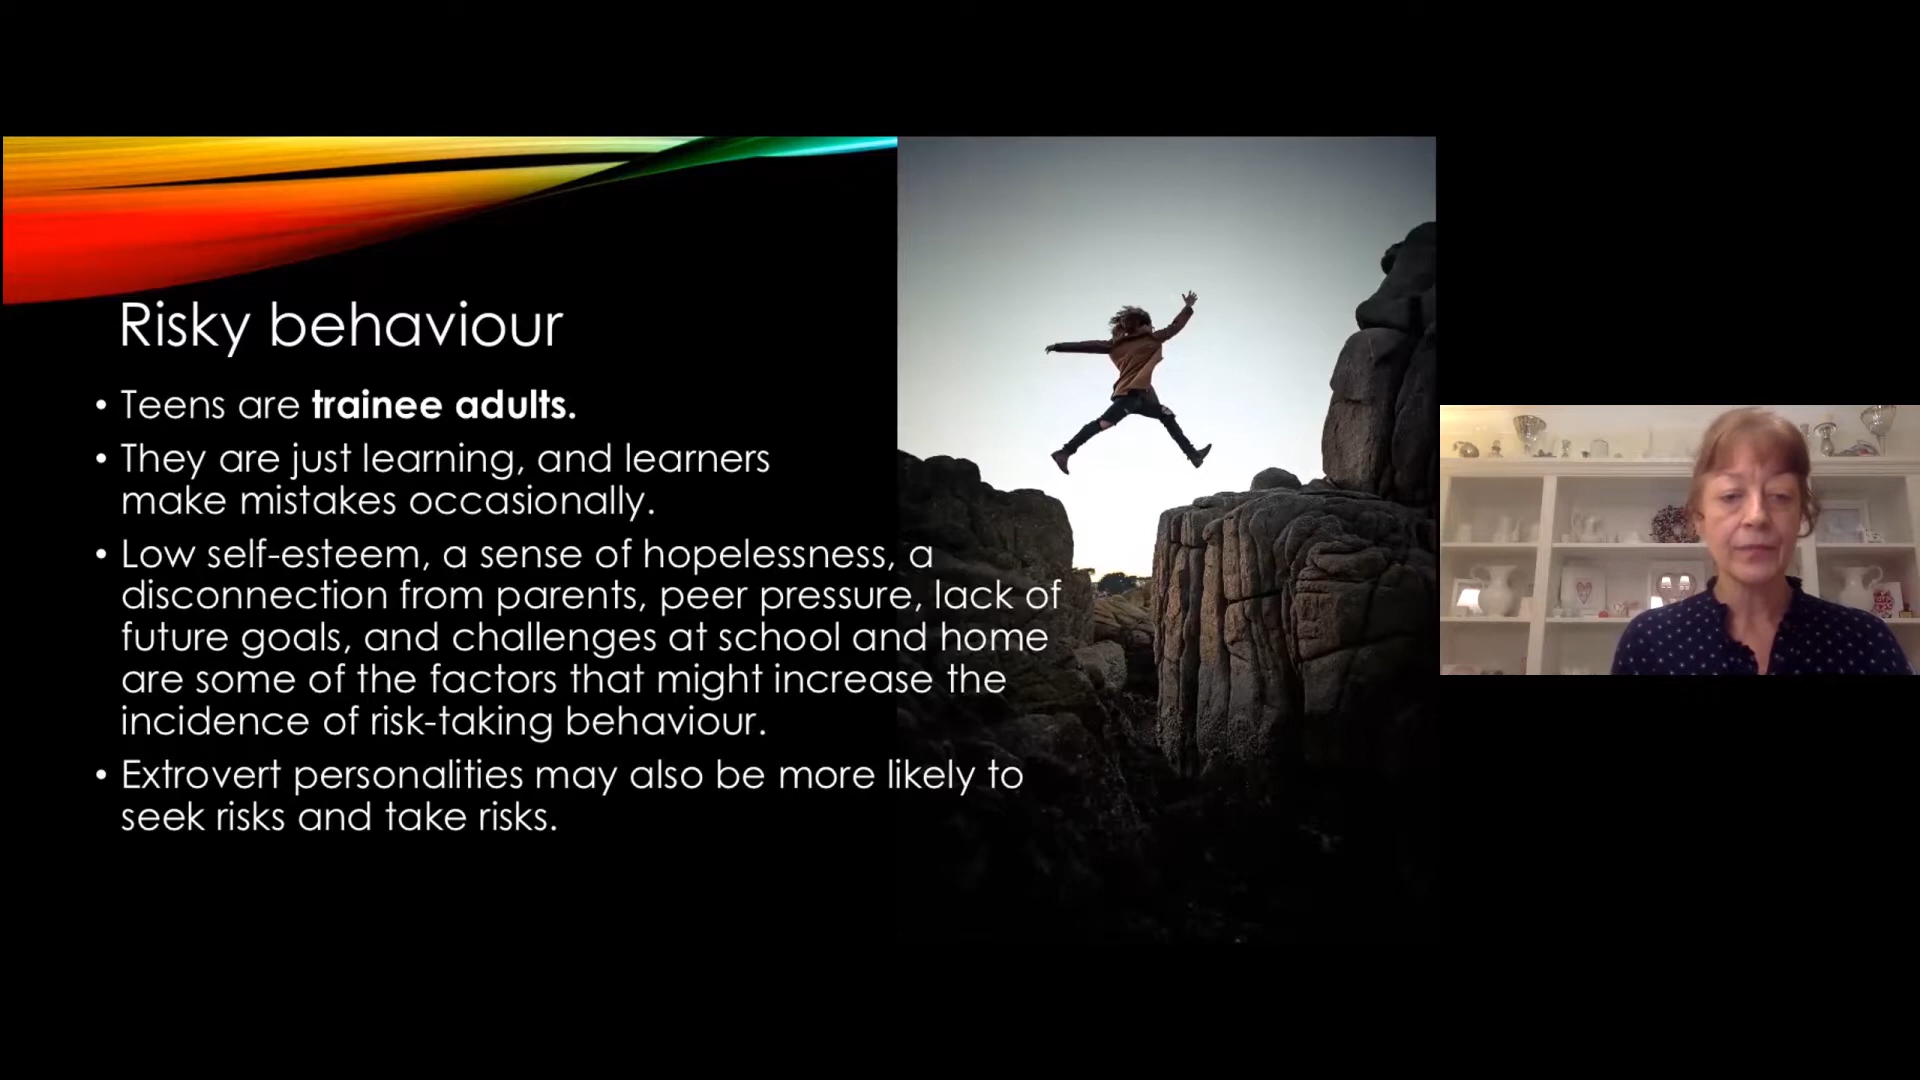 Risky behaviour
• Teens are trainee adults.
• They are just learning, and learners
make mistakes occasionally.
• Low self-esteem, a sense of hopelessness, a
disconnection from parents, peer pressure, lack of
future goals, and challenges at school and home
are some of the factors that might increase the
incidence of risk-taking behaviour.
• Extrovert personalities may also be more likely to
seek risks and take risks.